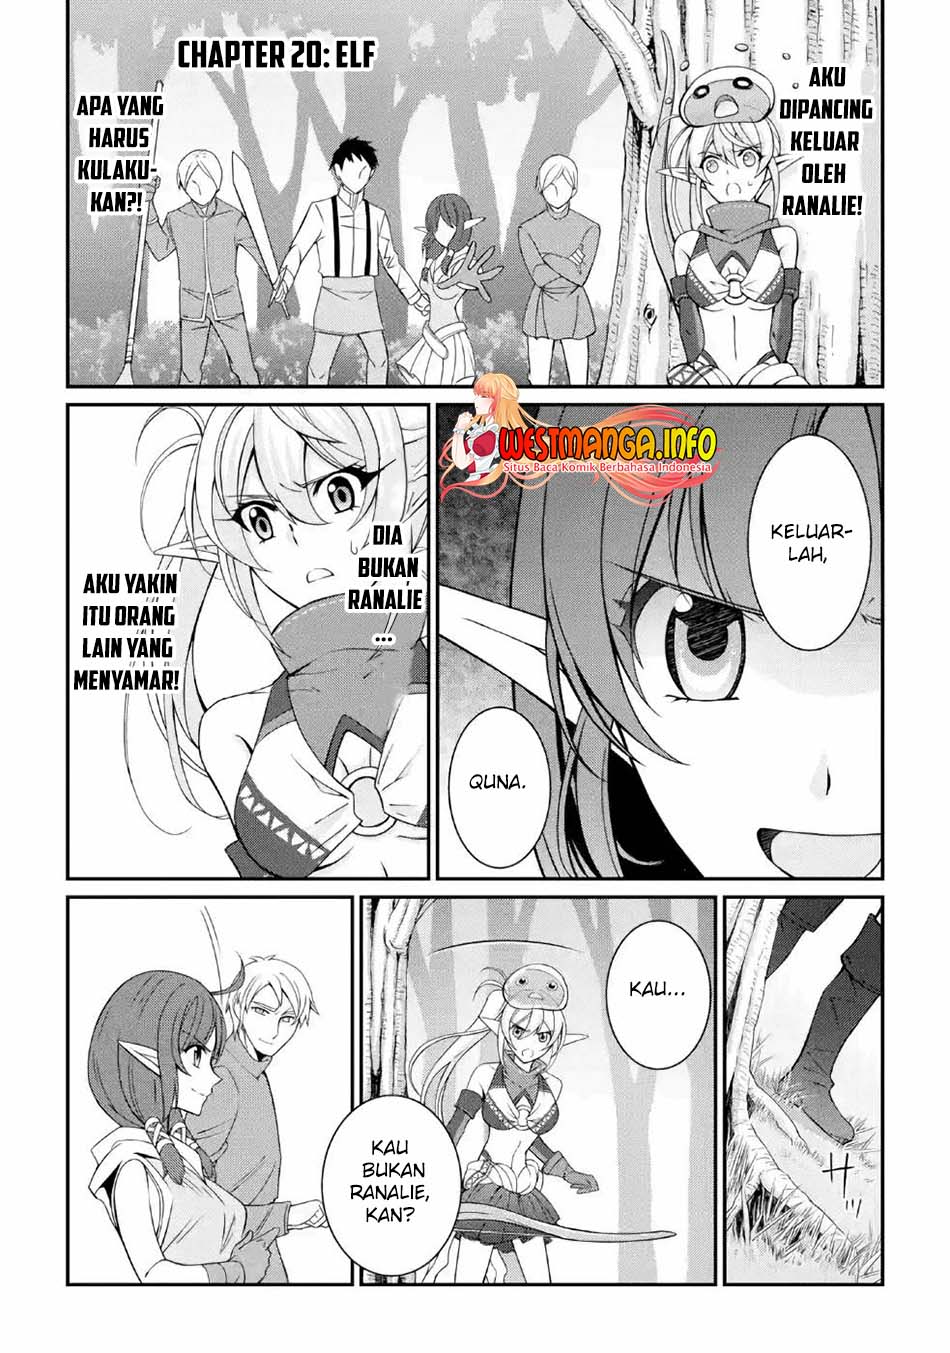 CHAPTER 20: ELF
AKU
DIPANCING
KELUAR
OLEH
RANALIE!
APA YANG
HARUS
KULAKU-
KAN?!
WESTMANGA.INFO
Situs Baca Komik Berbahasa Indonesia
KELUAR-
LAH,
QUNA.
DIA
BUKAN
RANALIE
...
AKU YAKIN
ITU ORANG
LAIN YANG
MENYAMAR!
KAU...
KAU
BUKAN
RANALIE,
KAN?